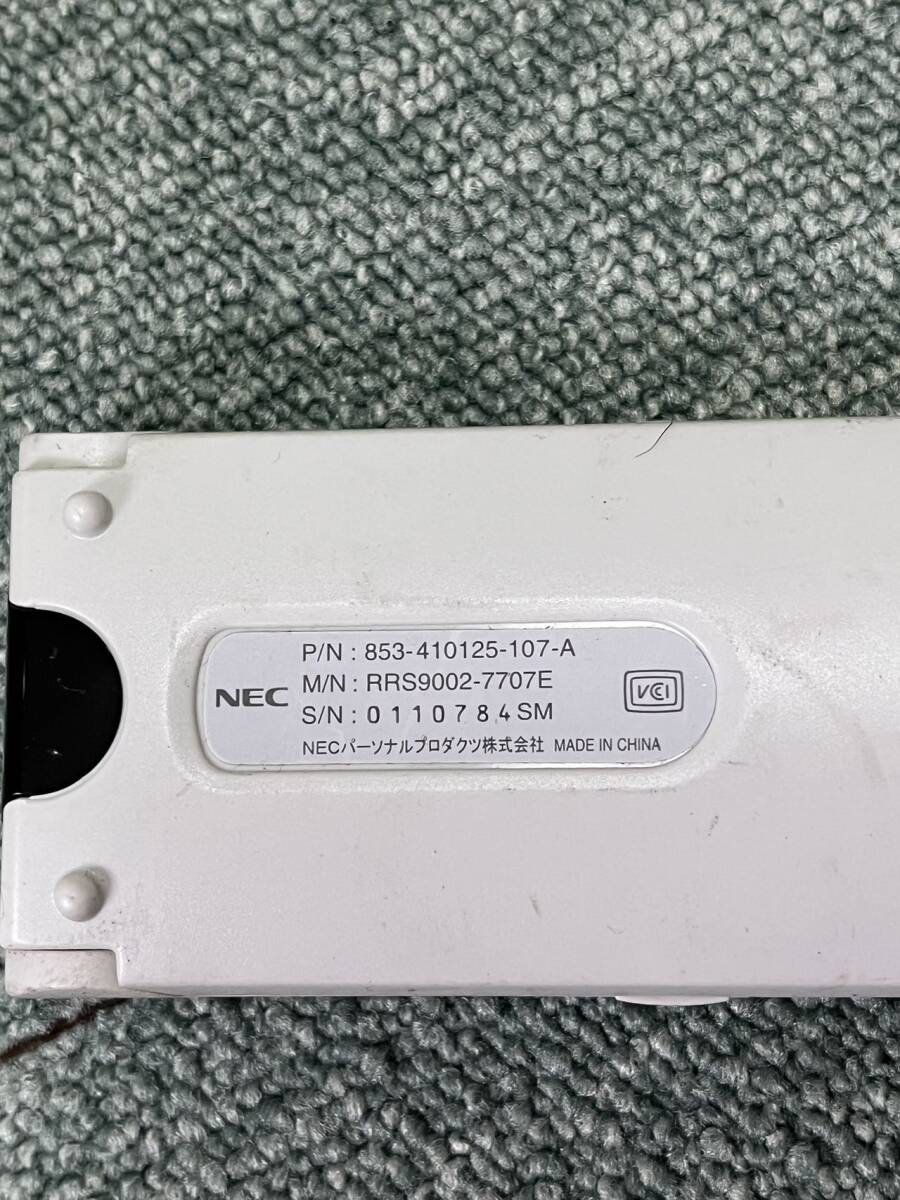 P/N : 853-410125-107-A
NEC
M/N : RRS9002-7707E
VCCI
S/N : 0110784SM
NECパーソナルプロダクツ株式会社 MADE IN CHINA